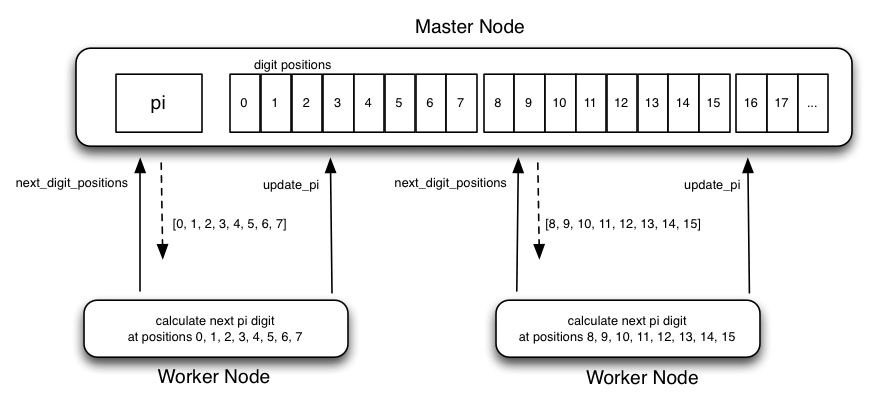 Master Node
digit positions
pi
0 1 2 3 4 5 6 7 8 9 10 11 12 13 14 15 16 17 ...
next_digit_positions
update_pi
next_digit_positions
update_pi
[0, 1, 2, 3, 4, 5, 6, 7]
[8, 9, 10, 11, 12, 13, 14, 15]
calculate next pi digit
at positions 0, 1, 2, 3, 4, 5, 6, 7
calculate next pi digit
at positions 8, 9, 10, 11, 12, 13, 14, 15
Worker Node
Worker Node